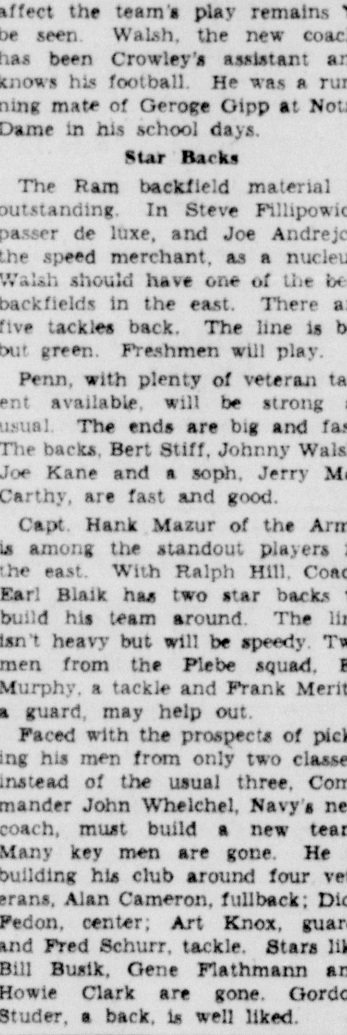 affect the team's play remains
be seen. Walsh, the new coac
has been Crowley's assistant an
knows his football. He was a run
ning mate of Geroge Gipp at Not
Dame in his school days.
Star Backs
The Ram backfield material
outstanding. In Steve Fillipowic
passer de luxe, and Joe Andrejc
the speed merchant, as a nucleu
Walsh should have one of the be
backfields in the east. There a
five tackles back. The line is b
but green. Freshmen will play.
Penn, with plenty of veteran ta
ent available, will be strong
usual. The ends are big and fas
The backs, Bert Stiff, Johnny Wals
Joe Kane and a soph, Jerry Mc
Carthy, are fast and good.
Capt. Hank Mazur of the Arm
is among the standout players
the east. With Ralph Hill, Coac
Earl Blaik has two star backs
build his team around. The lin
isn't heavy but will be speedy. Tw
men from the Plebe squad,
Murphy, a tackle and Frank Merit
a guard, may help out.
Faced with the prospects of pick
ing his men from only two classe
instead of the usual three, Com
mander John Whelchel, Navy's ne
coach, must build a new team
Many key men are gone. He
building his club around four vet
erans, Alan Cameron, fullback; Dic
Fedon, center; Art Knox, guar
and Fred Schurr, tackle. Stars lik
Bill Busik, Gene Flathmann an
Howie Clark are gone. Gordo
Studer, a back, is well liked.